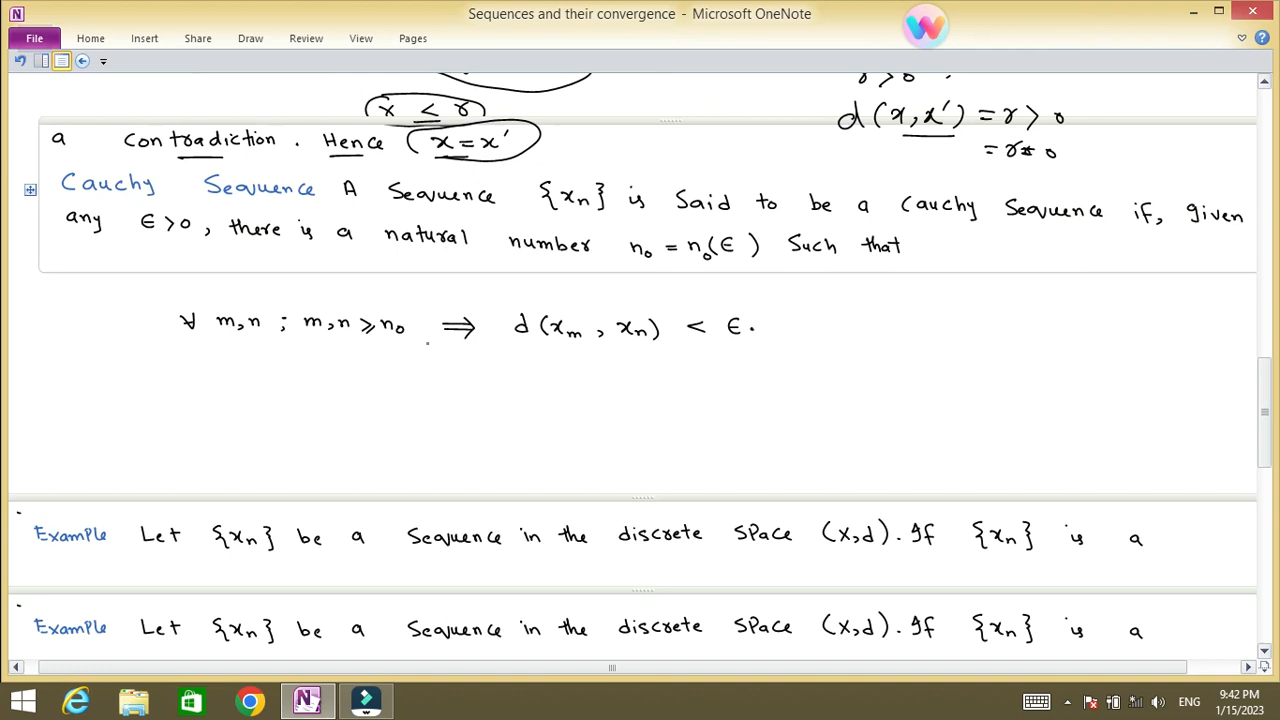 Sequences and their convergence - Microsoft OneNote
File Home Insert Share Draw Review View Pages
x < r
d(x, x') = r > 0
a contradiction. Hence x = x'
= r 0
Cauchy Sequence A Sequence {xn} is Said to be a Cauchy Sequence if, given
any ϵ > 0, there is a natural number n₀ = n₀(ϵ) Such that
∀ m,n ; m,n ⩾ n₀ ⟹ d(xm, xn) < ϵ.
Example Let {xn} be a Sequence in the discrete Space (X,d). If {xn} is a
Example Let {xn} be a Sequence in the discrete Space (X,d). If {xn} is a
ENG
9:42 PM
1/15/2023